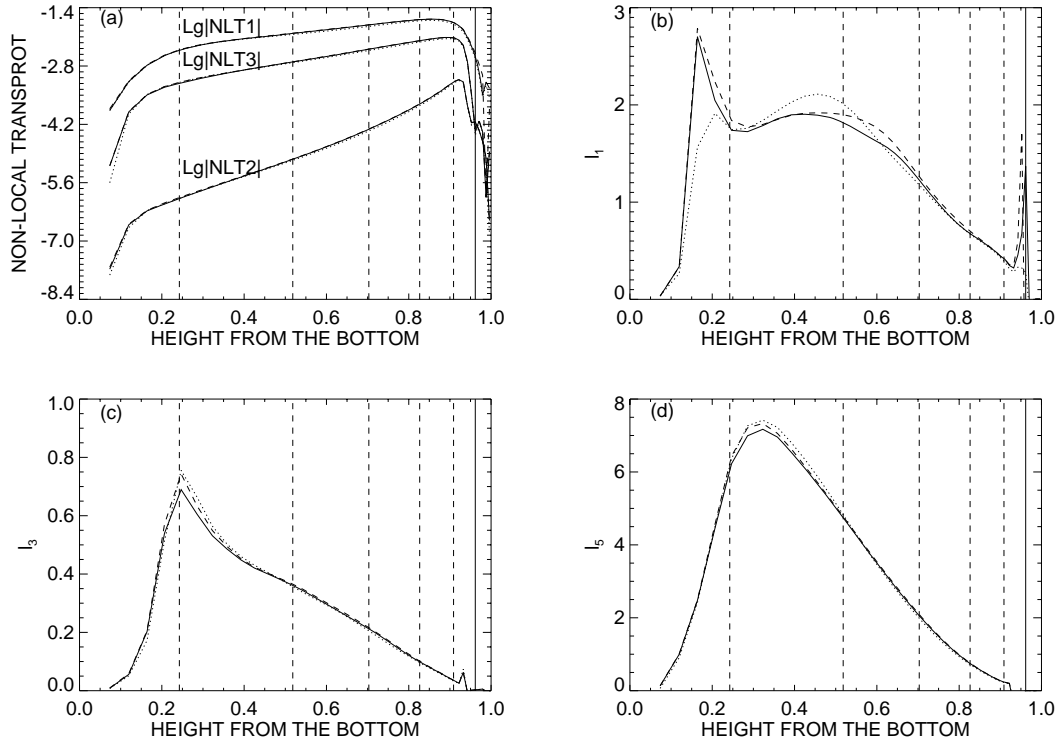 (a)
Lg|NLT1|
Lg|NLT3|
Lg|NLT2|
NON-LOCAL TRANSPROT
-1.4
-2.8
-4.2
-5.6
-7.0
-8.4
0.0 0.2 0.4 0.6 0.8 1.0
HEIGHT FROM THE BOTTOM
(b)
I1
3
2
1
0
0.0 0.2 0.4 0.6 0.8 1.0
HEIGHT FROM THE BOTTOM
(c)
I3
1.0
0.8
0.6
0.4
0.2
0.0
0.0 0.2 0.4 0.6 0.8 1.0
HEIGHT FROM THE BOTTOM
(d)
I5
8
6
4
2
0
0.0 0.2 0.4 0.6 0.8 1.0
HEIGHT FROM THE BOTTOM